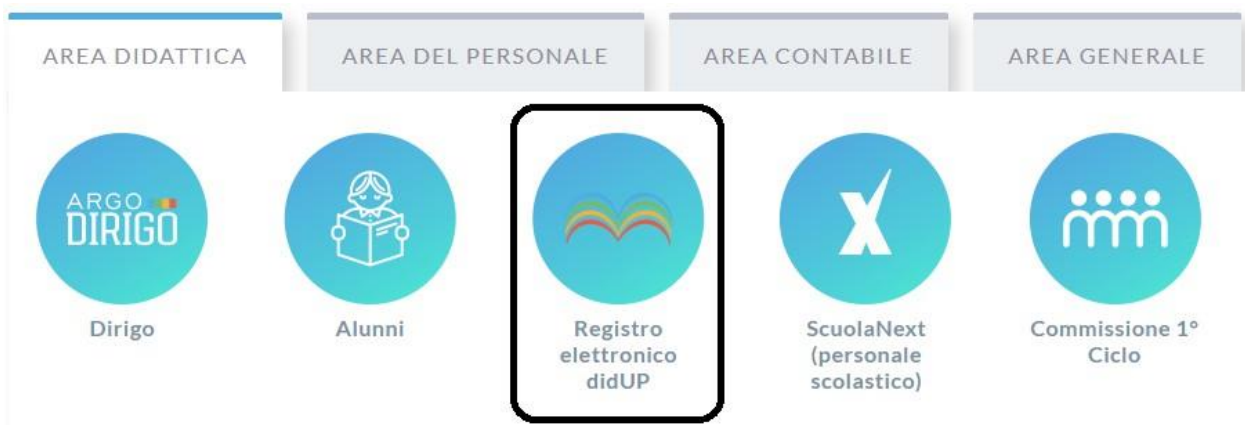 AREA DIDATTICA
AREA DEL PERSONALE
AREA CONTABILE
AREA GENERALE
ARGO
DIRIGO
Dirigo
Alunni
Registro
elettronico
didUP
X
ScuolaNext
(personale
scolastico)
Commissione 1°
Ciclo